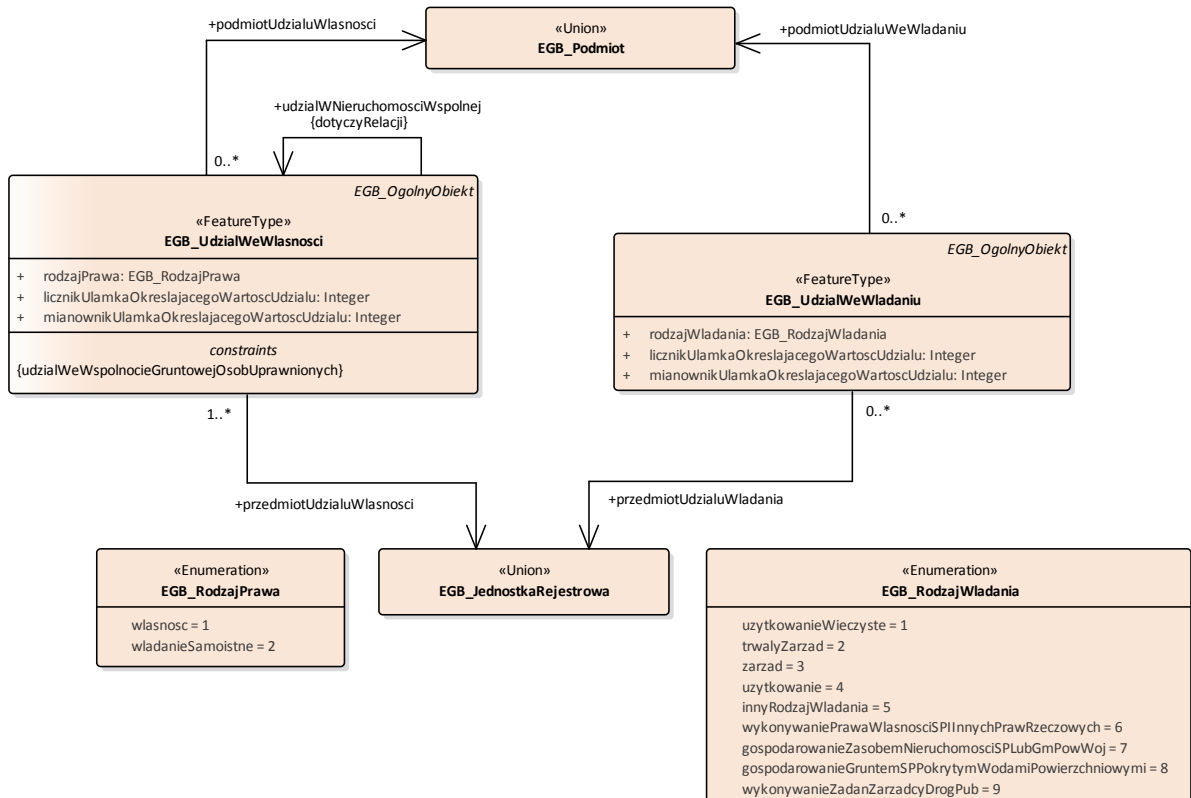 +podmiotUdzialuWlasnosci
«Union»
EGB_Podmiot
+podmiotUdzialuWeWladaniu
+udzialWNieruchomosciWspolnej
{dotyczyRelacji}
0..*
0..*
EGB_OgolnyObiekt
«FeatureType»
EGB_UdzialWeWlasnosci
+ rodzajPrawa: EGB_RodzajPrawa
+ licznikUlamkaOkreslajacegoWartoscUdzialu: Integer
+ mianownikUlamkaOkreslajacegoWartoscUdzialu: Integer
constraints
{udzialWeWspolnocieGruntowejOsobUprawnionych}
EGB_OgolnyObiekt
«FeatureType»
EGB_UdzialWeWladaniu
+ rodzajWladania: EGB_RodzajWladania
+ licznikUlamkaOkreslajacegoWartoscUdzialu: Integer
+ mianownikUlamkaOkreslajacegoWartoscUdzialu: Integer
1..*
0..*
+przedmiotUdzialuWlasnosci
+przedmiotUdzialuWladania
«Enumeration»
EGB_RodzajPrawa
wlasnosc = 1
wladanieSamoistne = 2
«Union»
EGB_JednostkaRejestrowa
«Enumeration»
EGB_RodzajWladania
uzytkowanieWieczyste = 1
trwalyZarzad = 2
zarzad = 3
uzytkowanie = 4
innyRodzajWladania = 5
wykonywaniePrawaWlasnosciSPIInnychPrawRzeczowych = 6
gospodarowanieZasobemNieruchomosciSPLubGmPowWoj = 7
gospodarowanieGruntemSPPokrytymWodamiPowierzchniowymi = 8
wykonywanieZadanZarzadcyDrogPub = 9